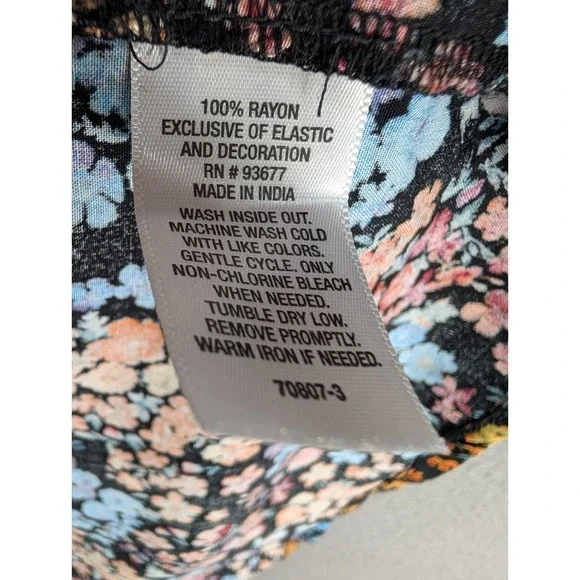 100% RAYON
EXCLUSIVE OF ELASTIC
AND DECORATION
RN # 93677
MADE IN INDIA
WASH INSIDE OUT.
MACHINE WASH COLD
WITH LIKE COLORS.
GENTLE CYCLE. ONLY
NON-CHLORINE BLEACH
WHEN NEEDED.
TUMBLE DRY LOW.
REMOVE PROMPTLY.
WARM IRON IF NEEDED.
70807-3